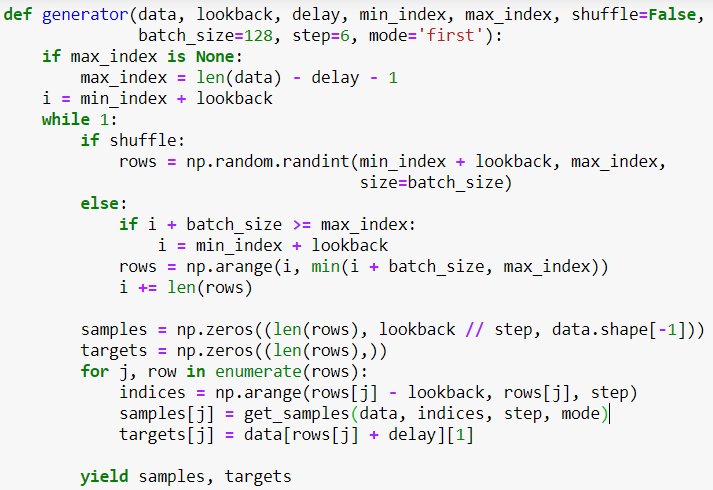 def generator(data, lookback, delay, min_index, max_index, shuffle=False,
              batch_size=128, step=6, mode='first'):
    if max_index is None:
        max_index = len(data) - delay - 1
    i = min_index + lookback
    while 1:
        if shuffle:
            rows = np.random.randint(min_index + lookback, max_index,
                                     size=batch_size)
        else:
            if i + batch_size >= max_index:
                i = min_index + lookback
            rows = np.arange(i, min(i + batch_size, max_index))
            i += len(rows)

        samples = np.zeros((len(rows), lookback // step, data.shape[-1]))
        targets = np.zeros((len(rows),))
        for j, row in enumerate(rows):
            indices = np.arange(rows[j] - lookback, rows[j], step)
            samples[j] = get_samples(data, indices, step, mode)
            targets[j] = data[rows[j] + delay][1]

        yield samples, targets